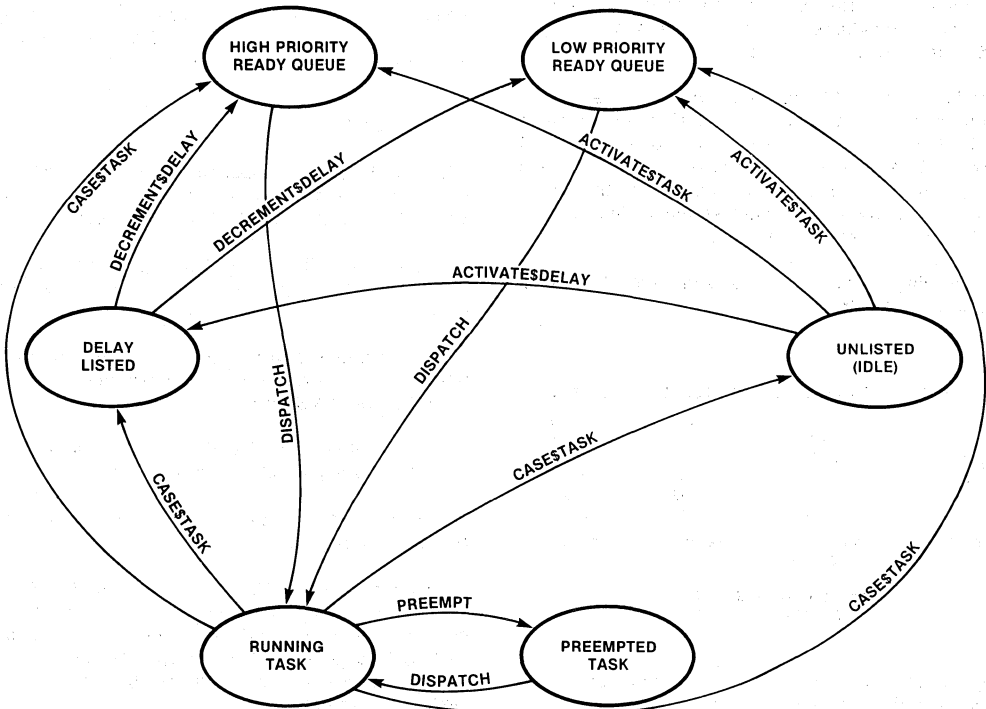 HIGH PRIORITY
READY QUEUE
LOW PRIORITY
READY QUEUE
CASE$TASK
DECREMENT$DELAY
DECREMENT$DELAY
ACTIVATE$TASK
ACTIVATE$TASK
ACTIVATE$DELAY
DELAY
LISTED
DISPATCH
DISPATCH
UNLISTED
(IDLE)
CASE$TASK
CASE$TASK
CASE$TASK
PREEMPT
RUNNING
TASK
PREEMPTED
TASK
DISPATCH